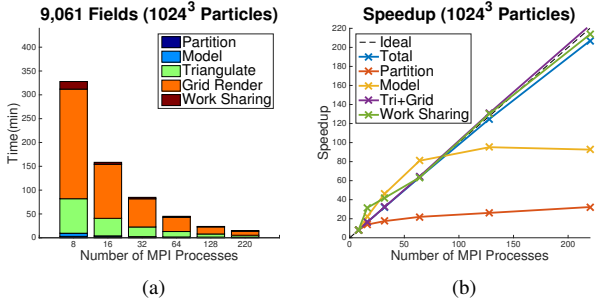 9,061 Fields (1024³ Particles)
Partition
Model
Triangulate
Grid Render
Work Sharing
Time(min)
400
350
300
250
200
150
100
50
0
8 16 32 64 128 220
Number of MPI Processes
(a)
Speedup (1024³ Particles)
Ideal
Total
Partition
Model
Tri+Grid
Work Sharing
Speedup
220
200
180
160
140
120
100
80
60
40
20
0
0 50 100 150 200
Number of MPI Processes
(b)